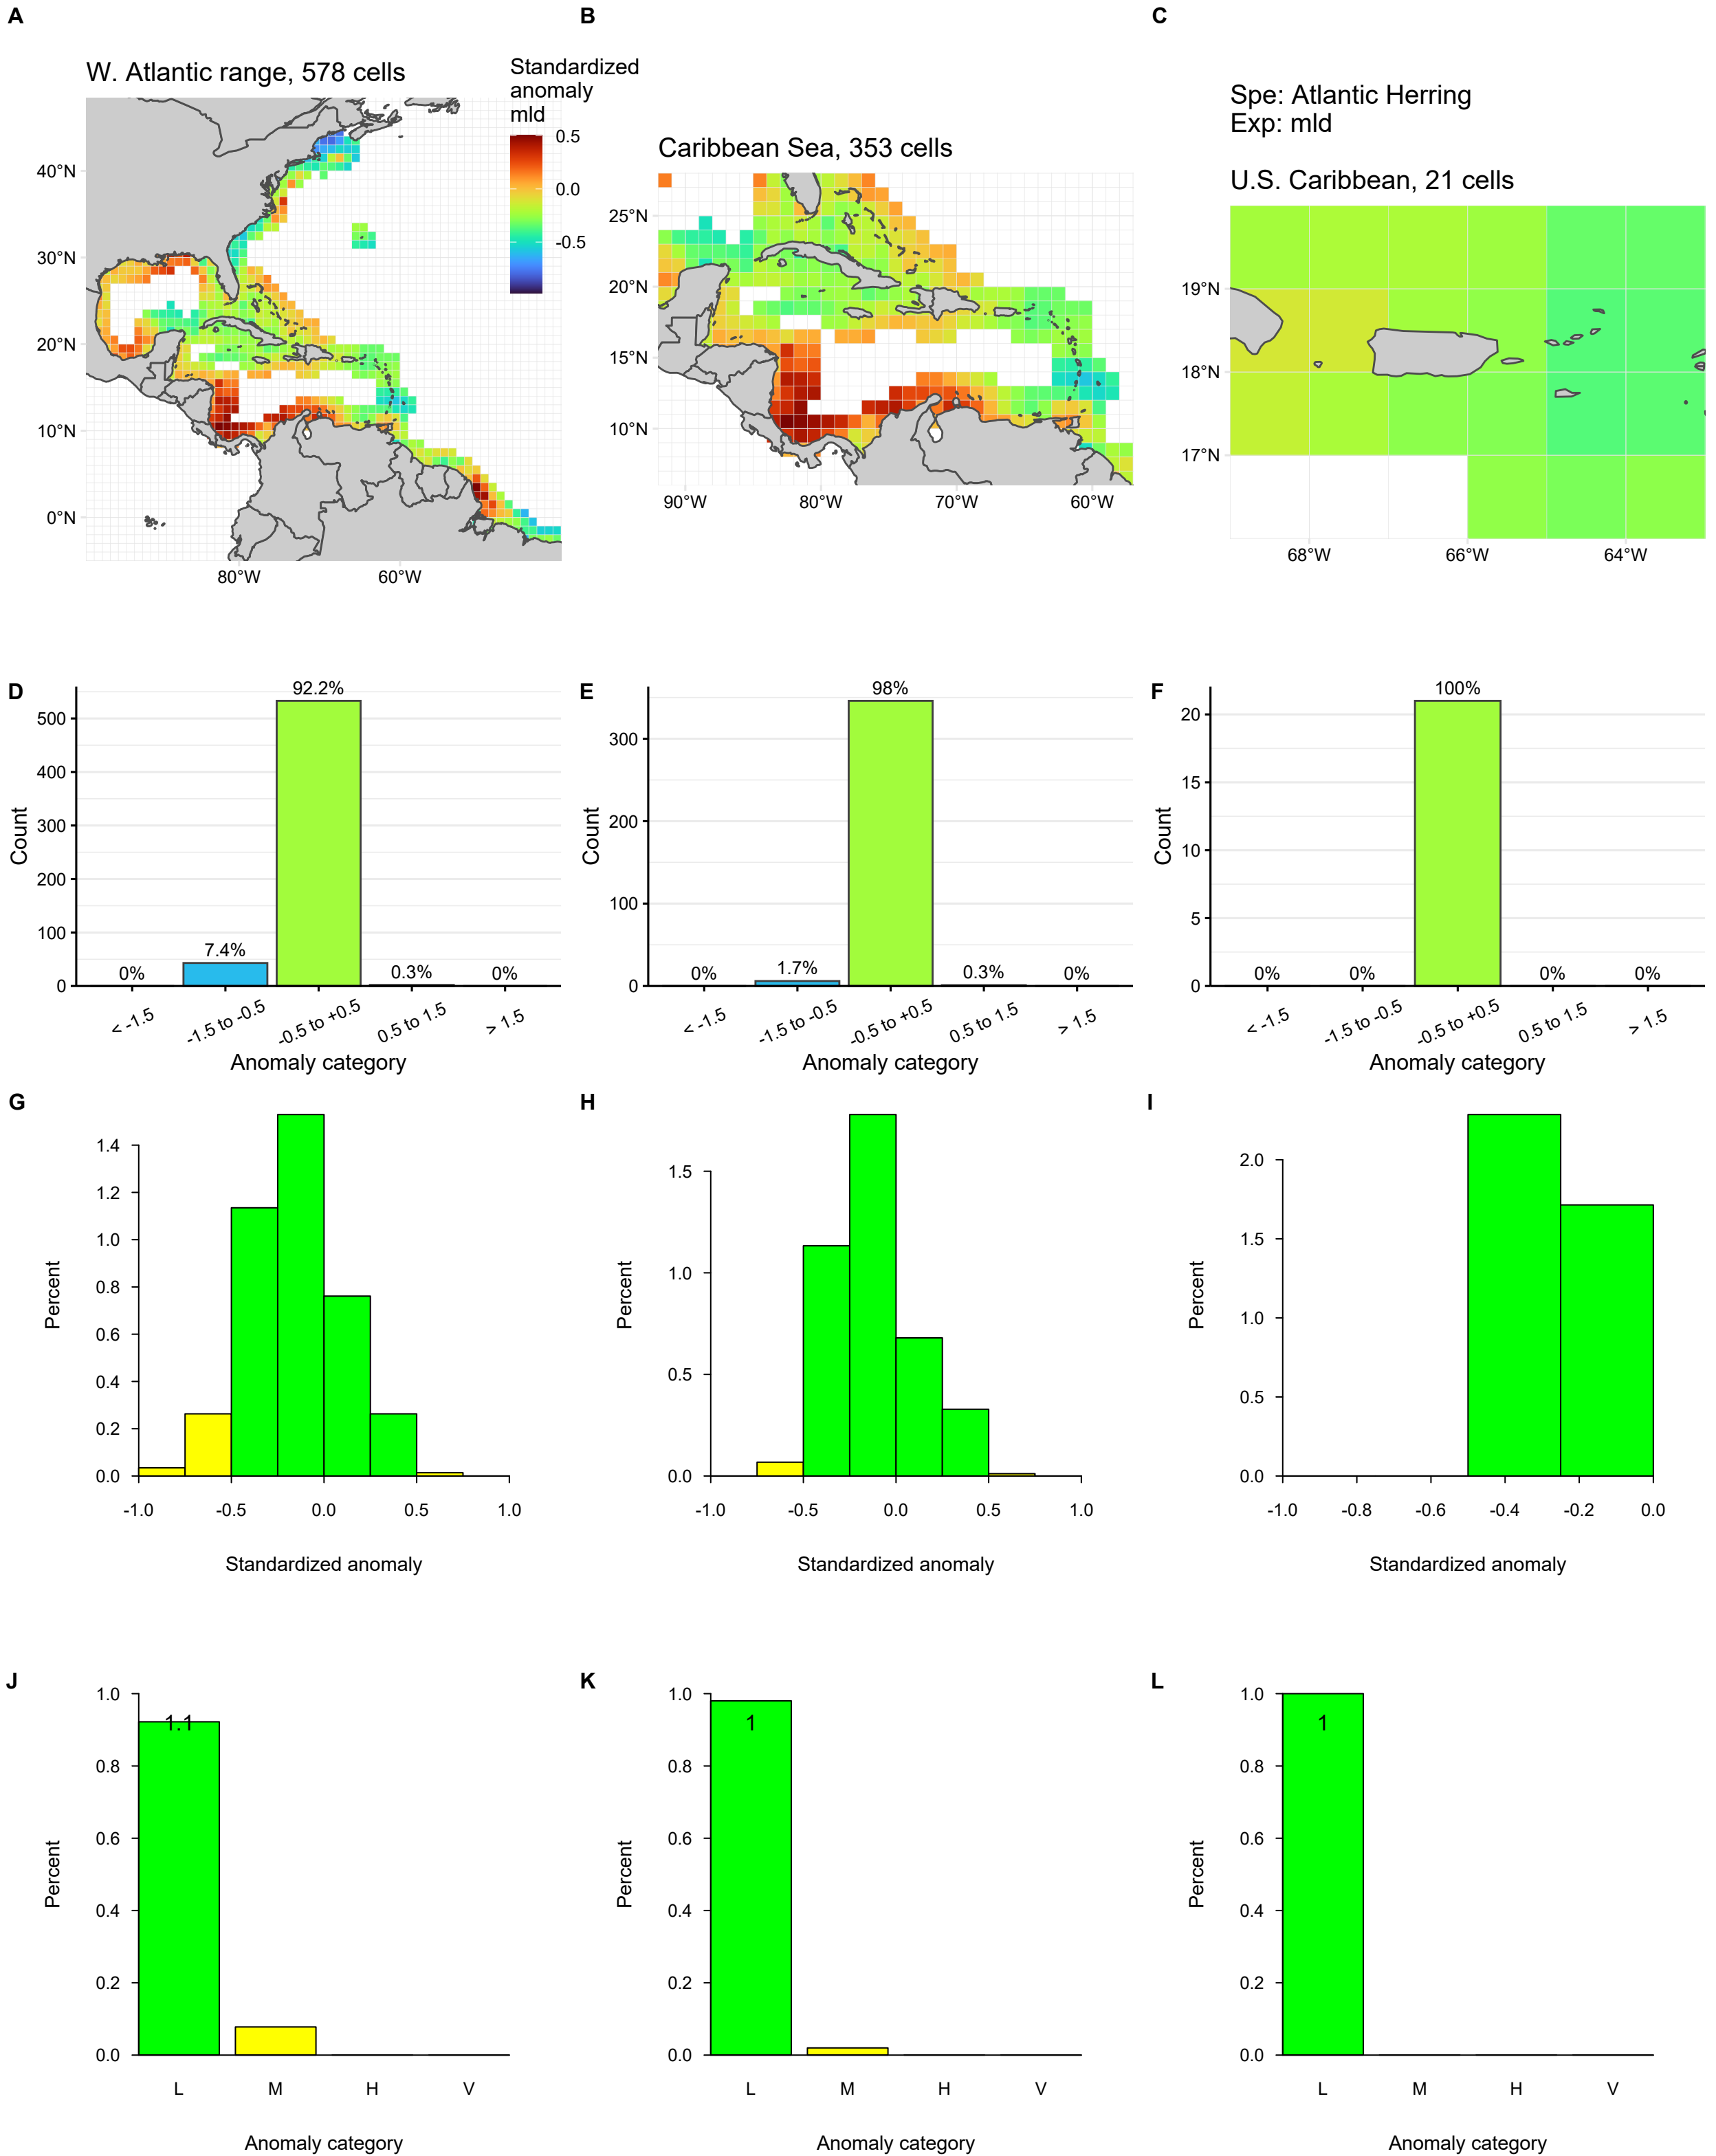 A
B
C
W. Atlantic range, 578 cells
Standardized
anomaly
mld
0.5
0.0
-0.5
40°N
30°N
20°N
10°N
0°N
80°W
60°W
Caribbean Sea, 353 cells
25°N
20°N
15°N
10°N
90°W
80°W
70°W
60°W
Spe: Atlantic Herring
Exp: mld
U.S. Caribbean, 21 cells
19°N
18°N
17°N
68°W
66°W
64°W
D
Count
500
400
300
200
100
0
0%
7.4%
92.2%
0.3%
0%
< -1.5
-1.5 to -0.5
-0.5 to +0.5
0.5 to 1.5
> 1.5
Anomaly category
E
Count
300
200
100
0
0%
1.7%
98%
0.3%
0%
< -1.5
-1.5 to -0.5
-0.5 to +0.5
0.5 to 1.5
> 1.5
Anomaly category
F
Count
20
15
10
5
0
0%
0%
100%
0%
0%
< -1.5
-1.5 to -0.5
-0.5 to +0.5
0.5 to 1.5
> 1.5
Anomaly category
G
Percent
1.4
1.2
1.0
0.8
0.6
0.4
0.2
0.0
-1.0
-0.5
0.0
0.5
1.0
Standardized anomaly
H
Percent
1.5
1.0
0.5
0.0
-1.0
-0.5
0.0
0.5
1.0
Standardized anomaly
I
Percent
2.0
1.5
1.0
0.5
0.0
-1.0
-0.8
-0.6
-0.4
-0.2
0.0
Standardized anomaly
J
Percent
1.0
0.8
0.6
0.4
0.2
0.0
1.1
L
M
H
V
Anomaly category
K
Percent
1.0
0.8
0.6
0.4
0.2
0.0
1
L
M
H
V
Anomaly category
L
Percent
1.0
0.8
0.6
0.4
0.2
0.0
1
L
M
H
V
Anomaly category